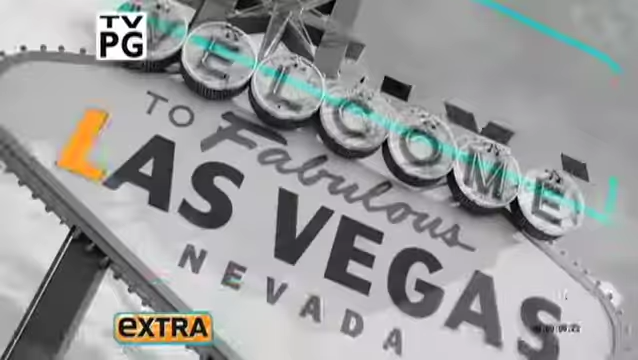 TV
PG
WELCOME
TO Fabulous
LAS VEGAS
NEVADA
eXTRA